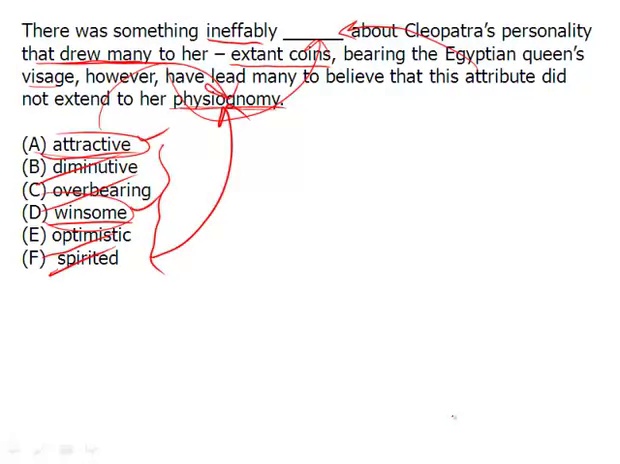 There was something ineffably ______ about Cleopatra's personality
that drew many to her – extant coins, bearing the Egyptian queen's
visage, however, have lead many to believe that this attribute did
not extend to her physiognomy.
(A) attractive
(B) diminutive
(C) overbearing
(D) winsome
(E) optimistic
(F) spirited